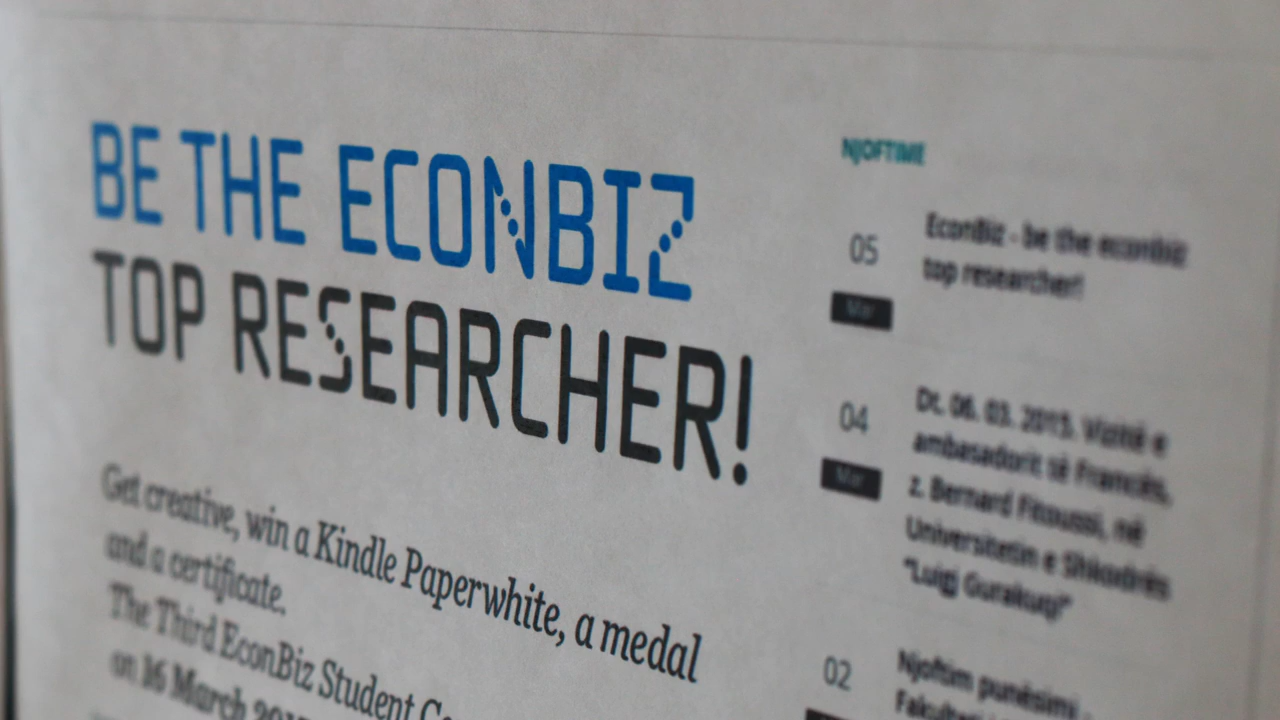 BE THE ECONBIZ
TOP RESEARCHER!
Get creative, win a Kindle Paperwhite, a medal
and a certificate.
The Third EconBiz Student
on 16 March
NJOFTIME
05
Mar
EconBiz - be the econbiz
top researcher!
04
Mar
Dt. 06. 03. 2015. Vizitë e
ambasadorit të Francës,
z. Bernard Fitoussi, në
Universitetin e Shkodrës
"Luigj Gurakuqi"
02
Njoftim punësimi -